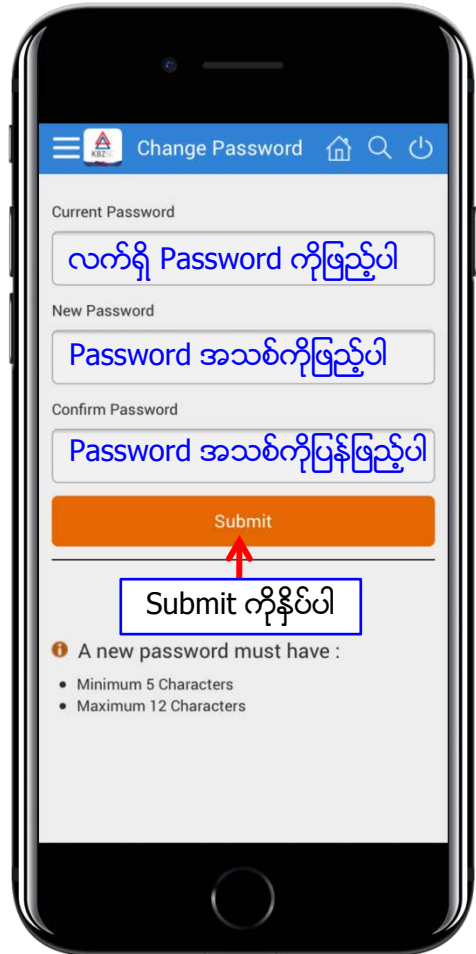 KBZSC
Change Password
Current Password
လက်ရှိ Password ကိုဖြည့်ပါ
New Password
Password အသစ်ကိုဖြည့်ပါ
Confirm Password
Password အသစ်ကိုပြန်ဖြည့်ပါ
Submit
Submit ကိုနှိပ်ပါ
A new password must have :
• Minimum 5 Characters
• Maximum 12 Characters